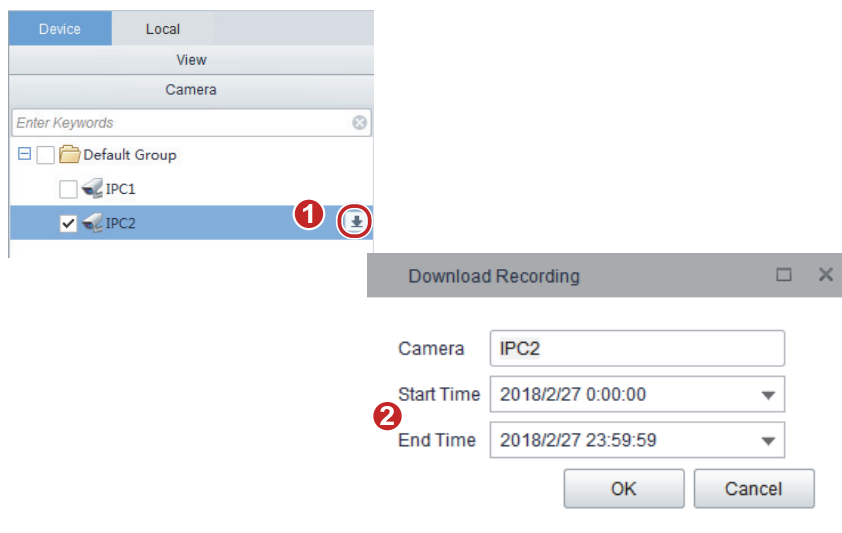 Device Local
View
Camera
Enter Keywords
Default Group
IPC1
IPC2
1
Download Recording
Camera IPC2
Start Time 2018/2/27 0:00:00
2
End Time 2018/2/27 23:59:59
OK Cancel